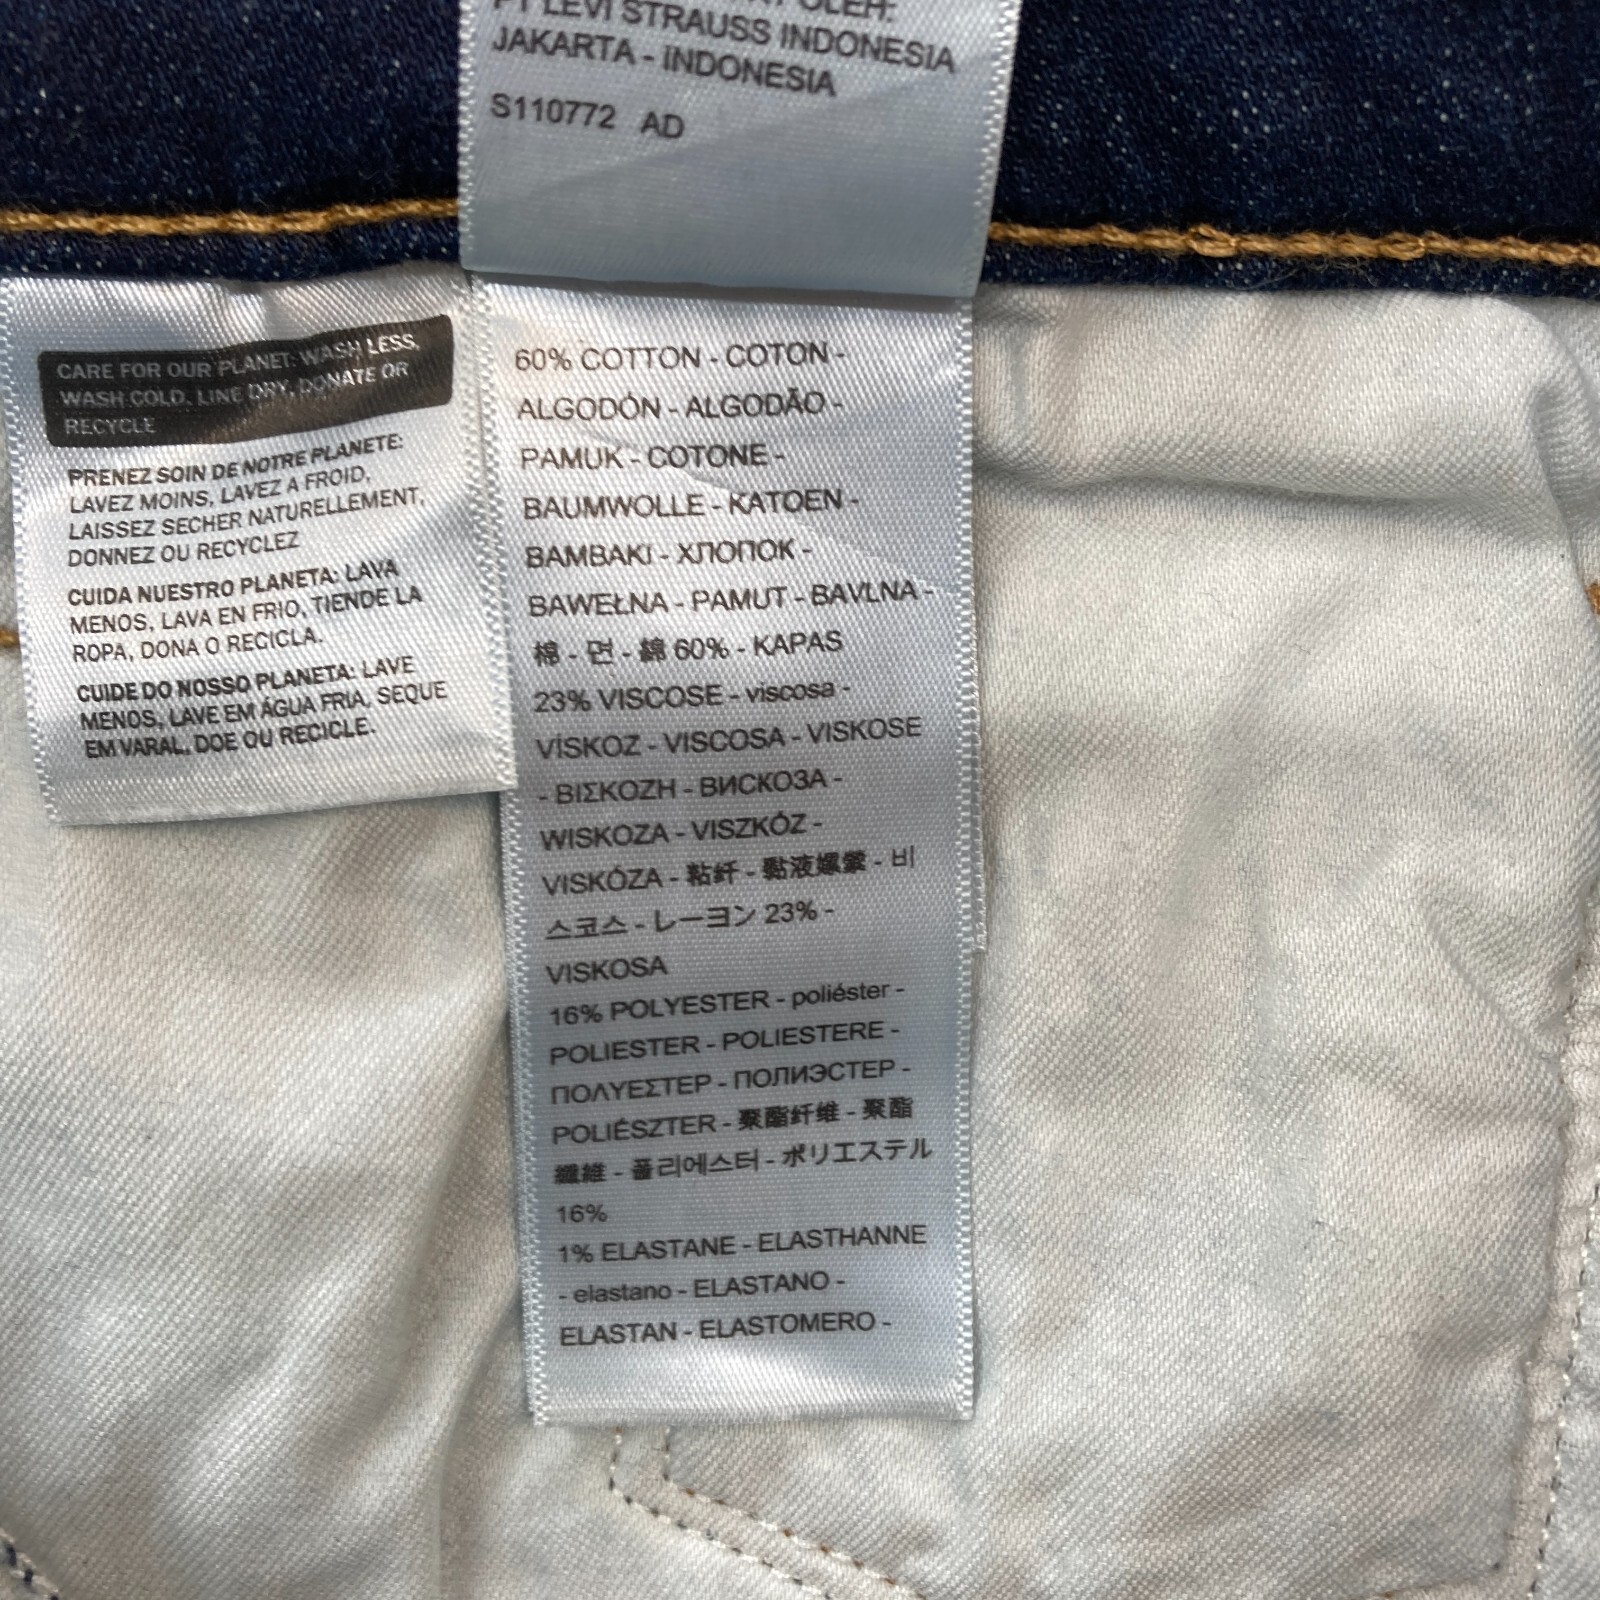 OLEH:
PT LEVI STRAUSS INDONESIA
JAKARTA - INDONESIA
S110772 AD
CARE FOR OUR PLANET: WASH LESS,
WASH COLD, LINE DRY, DONATE OR
RECYCLE
PRENEZ SOIN DE NOTRE PLANETE:
LAVEZ MOINS, LAVEZ A FROID,
LAISSEZ SECHER NATURELLEMENT,
DONNEZ OU RECYCLEZ
CUIDA NUESTRO PLANETA: LAVA
MENOS, LAVA EN FRIO, TIENDE LA
ROPA, DONA O RECICLA.
CUIDE DO NOSSO PLANETA: LAVE
MENOS, LAVE EM ÁGUA FRIA, SEQUE
EM VARAL, DOE OU RECICLE.
60% COTTON - COTON -
ALGODÓN - ALGODÃO -
PAMUK - COTONE -
BAUMWOLLE - KATOEN -
BAMBAKI - ХЛОПОК -
BAWEŁNA - PAMUT - BAVLNA -
棉 - 면 - 綿 60% - KAPAS
23% VISCOSE - viscosa -
VİSKOZ - VISCOSA - VISKOSE
- ΒΙΣΚΟΖΗ - ВИСКОЗА -
WISKOZA - VISZKÓZ -
VISKÓZA - 粘纤 - 黏液螺縈 - 비
스코스 - レーヨン 23% -
VISKOSA
16% POLYESTER - poliéster -
POLIESTER - POLIESTERE -
ΠΟΛΥΕΣΤΕΡ - ПОЛИЭСТЕР -
POLIÉSZTER - 聚酯纤维 - 聚酯
纖維 - 폴리에스터 - ポリエステル
16%
1% ELASTANE - ELASTHANNE
- elastano - ELASTANO -
ELASTAN - ELASTOMERO -